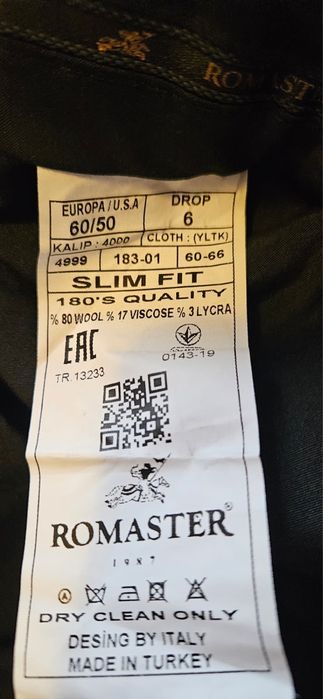 ROMAST
EUROPA / U.S.A DROP
60/50 6
KALIP : 4000 CLOTH : (YLTK)
4999 183-01 60-66
SLIM FIT
180'S QUALITY
% 80 WOOL % 17 VISCOSE % 3 LYCRA
EAC
0143-19
TR.13233
ROMASTER®
1987
A
DRY CLEAN ONLY
DESİNG BY ITALY
MADE IN TURKEY